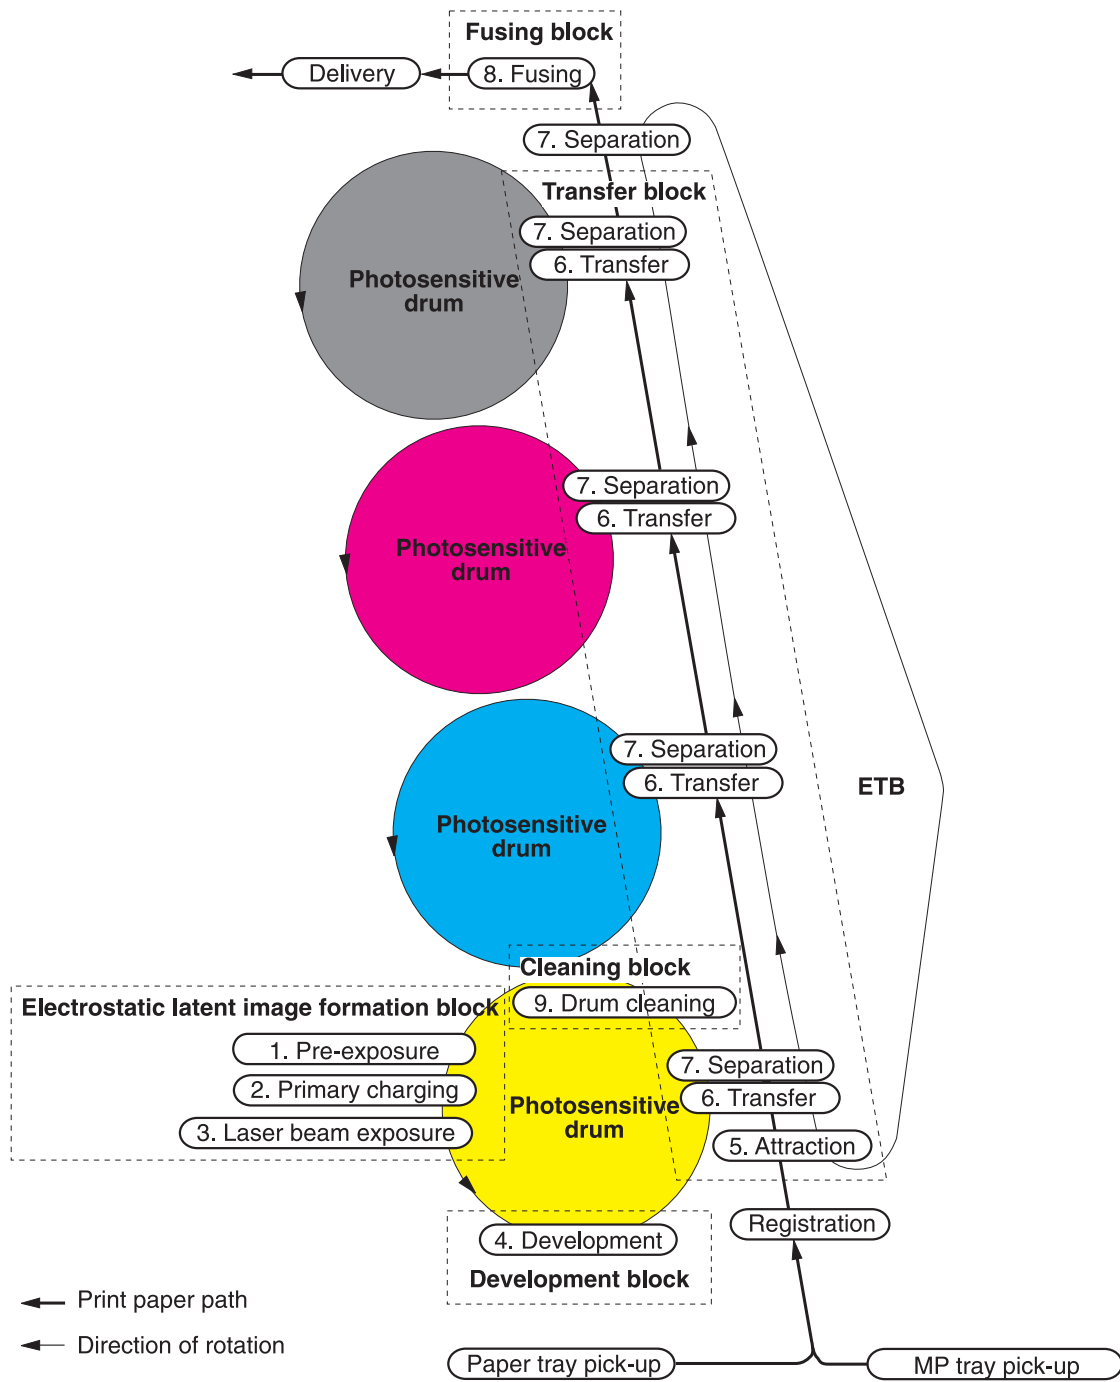 Fusing block
Delivery
8. Fusing
7. Separation
Transfer block
7. Separation
6. Transfer
Photosensitive
drum
7. Separation
6. Transfer
Photosensitive
drum
7. Separation
6. Transfer
ETB
Photosensitive
drum
Cleaning block
9. Drum cleaning
Electrostatic latent image formation block
1. Pre-exposure
2. Primary charging
3. Laser beam exposure
7. Separation
6. Transfer
Photosensitive
drum
5. Attraction
Registration
4. Development
Development block
Print paper path
Direction of rotation
Paper tray pick-up
MP tray pick-up